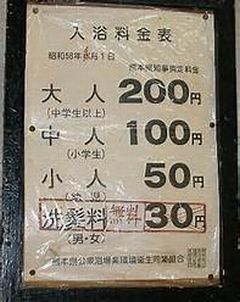 入浴料金表
昭和58年 月1日
熊本県知事指定料金
大人 200円
(中学生以上)
中人 100円
(小学生)
小人 50円
洗髪料 無料 30円
(男・女)
熊本県公衆浴場業環境衛生同業組合